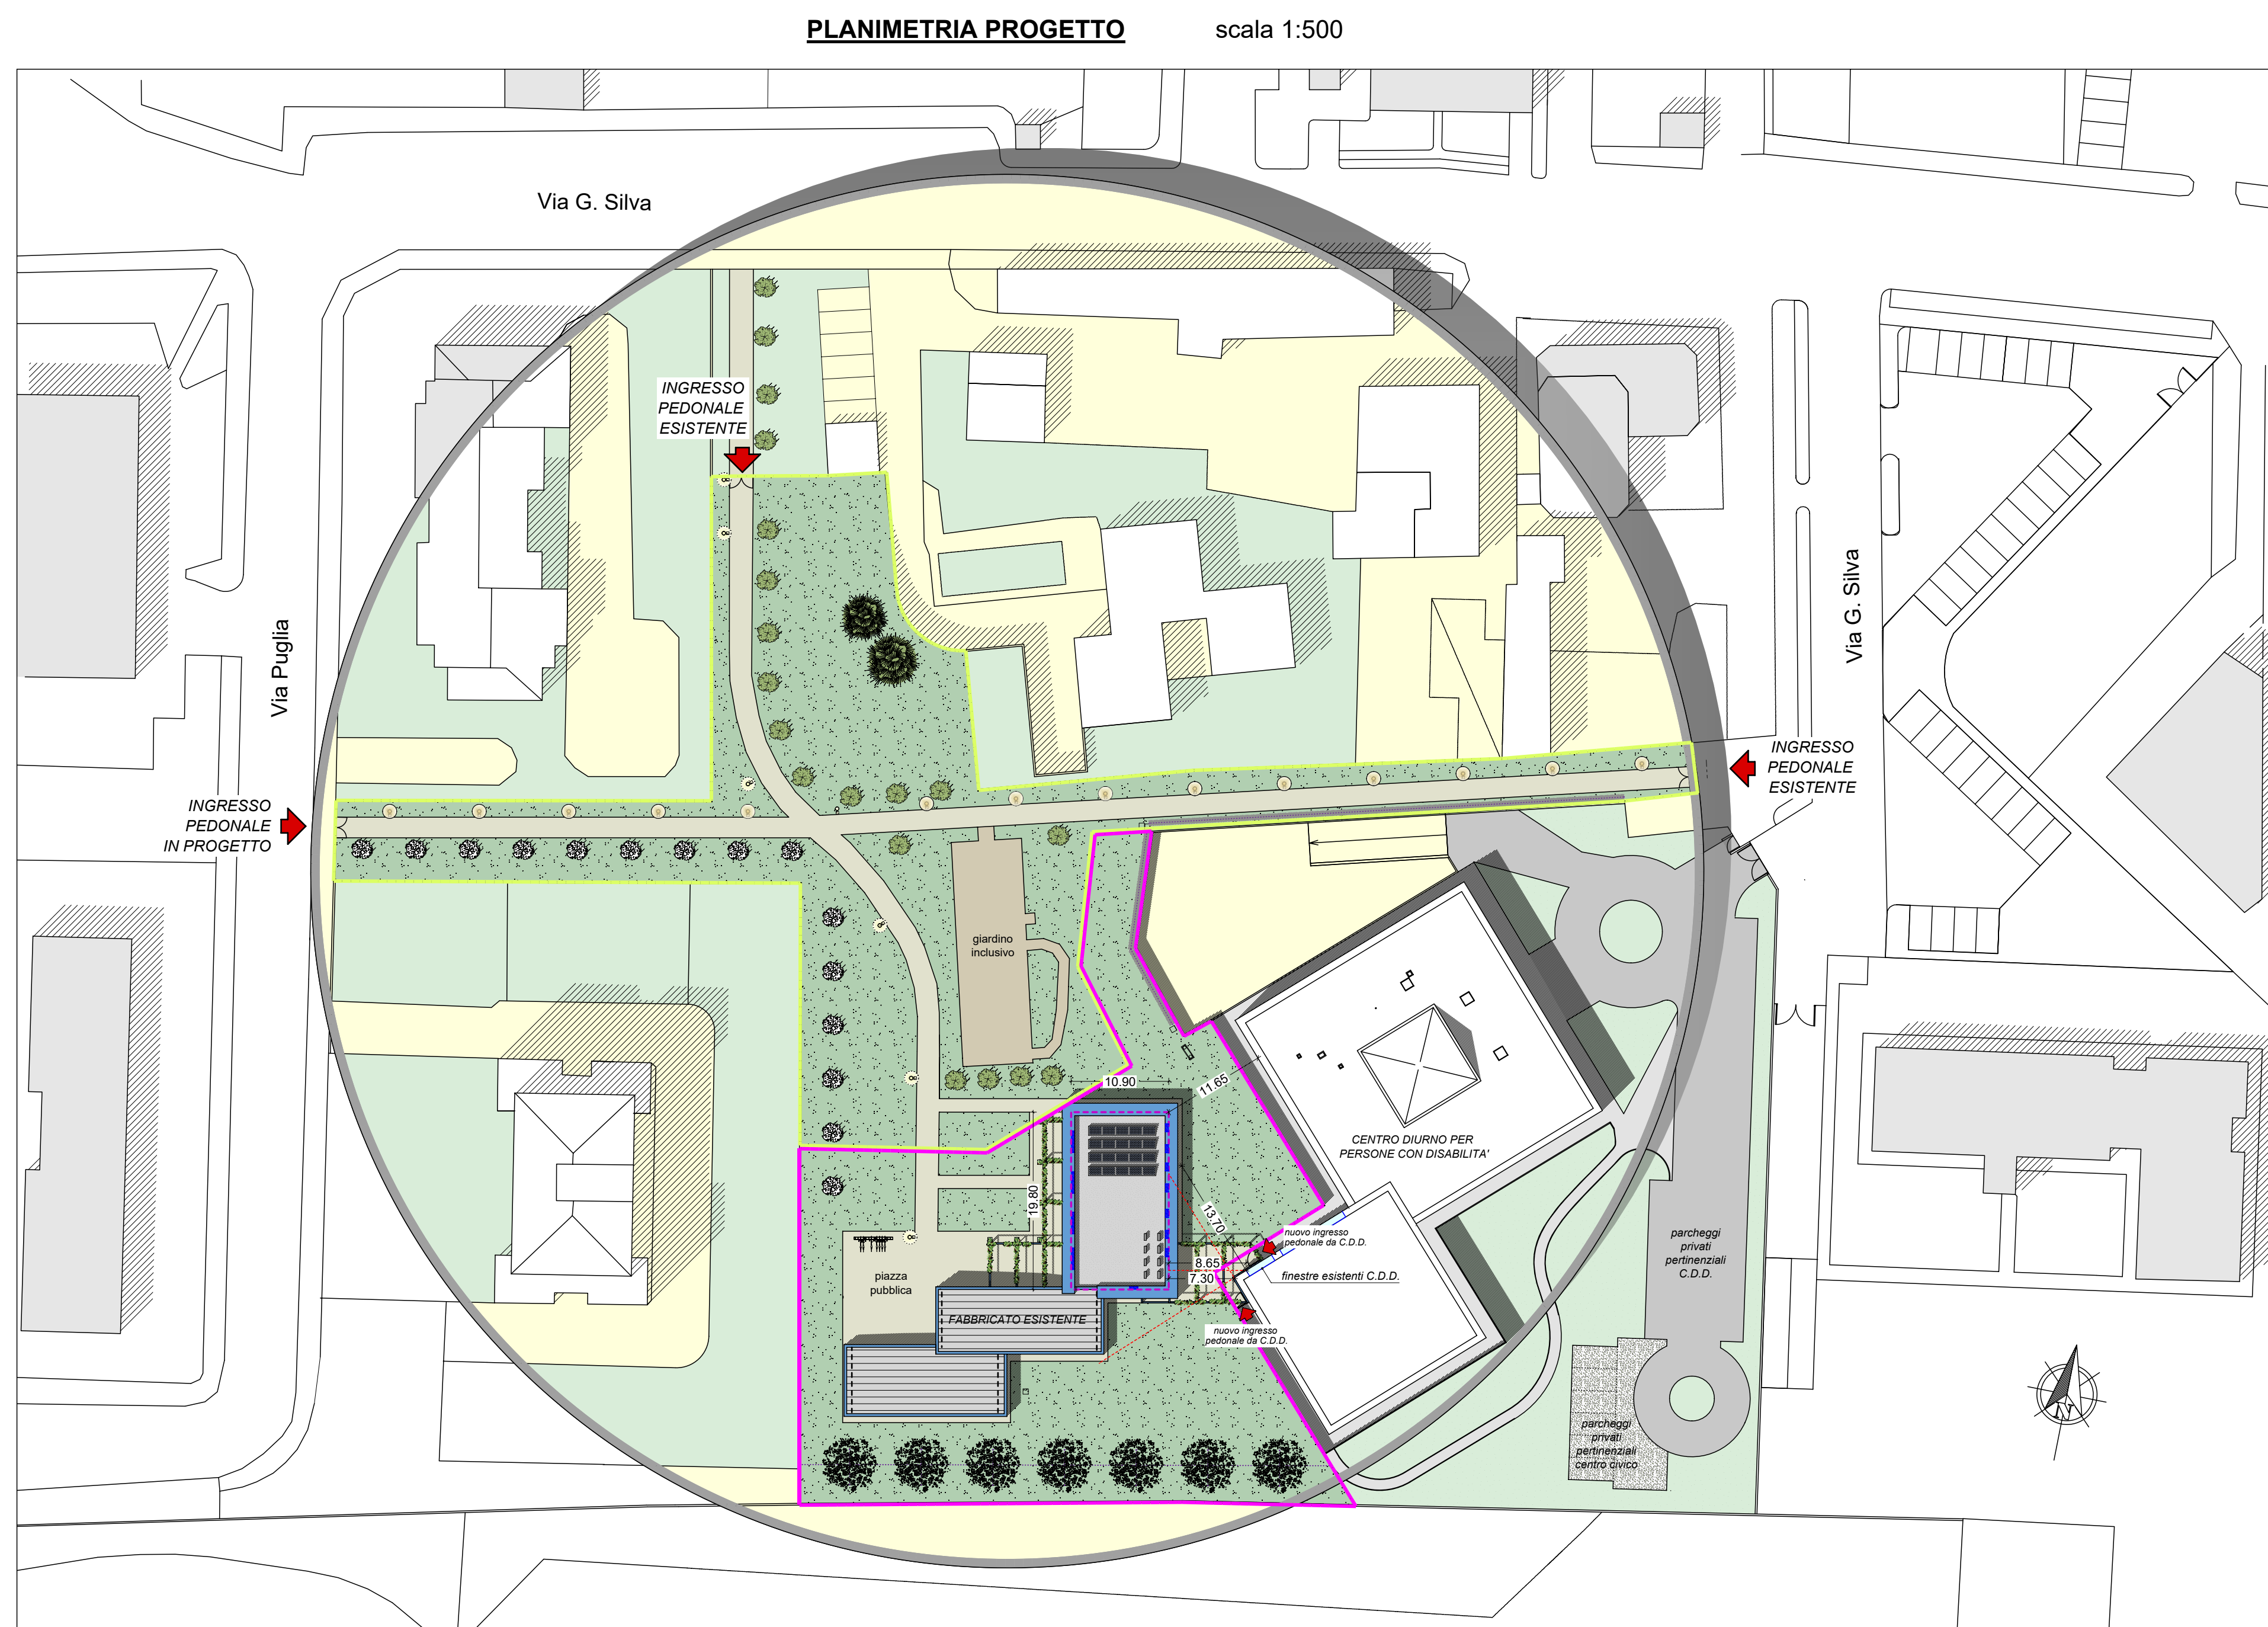 PLANIMETRIA PROGETTO scala 1:500
Via G. Silva
INGRESSO
PEDONALE
ESISTENTE
Via Puglia
Via G. Silva
INGRESSO
PEDONALE
ESISTENTE
INGRESSO
PEDONALE
IN PROGETTO
giardino
inclusivo
10.90
11.65
CENTRO DIURNO PER
PERSONE CON DISABILITA'
19.80
13.70
nuovo ingresso
pedonale da C.D.D.
8.65
7.30
finestre esistenti C.D.D.
piazza
pubblica
FABBRICATO ESISTENTE
nuovo ingresso
pedonale da C.D.D.
parcheggi
privati
pertinenziali
C.D.D.
parcheggi
privati
pertinenziali
centro civico
N